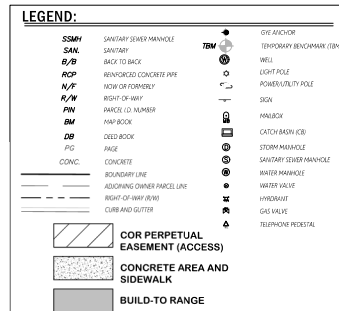 LEGEND:
SSMH SANITARY SEWER MANHOLE
SAN. SANITARY
B/B BACK TO BACK
RCP REINFORCED CONCRETE PIPE
N/F NOW OR FORMERLY
R/W RIGHT-OF-WAY
PIN PARCEL I.D. NUMBER
BM MAP BOOK
DB DEED BOOK
PG PAGE
CONC. CONCRETE
BOUNDARY LINE
ADJOINING OWNER PARCEL LINE
RIGHT-OF-WAY (R/W)
CURB AND GUTTER
GYE ANCHOR
TBM TEMPORARY BENCHMARK (TBM
W WELL
LIGHT POLE
POWER/UTILITY POLE
SIGN
MAILBOX
CATCH BASIN (CB)
D STORM MANHOLE
S SANITARY SEWER MANHOLE
W WATER MANHOLE
WATER VALVE
HYRDRANT
GAS VALVE
TELEPHONE PEDESTAL
COR PERPETUAL
EASEMENT (ACCESS)
CONCRETE AREA AND
SIDEWALK
BUILD-TO RANGE